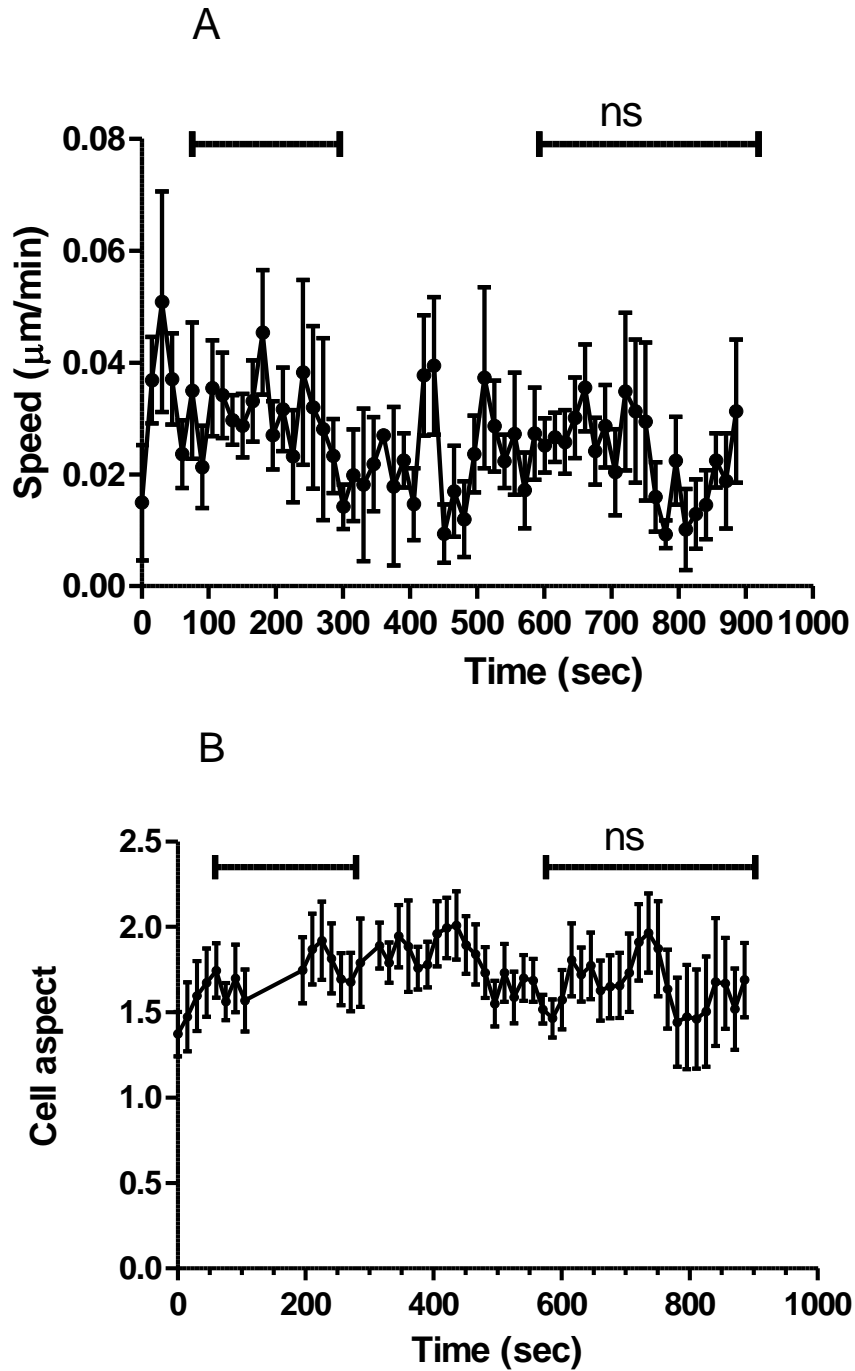 A
ns
0.08
0.06
0.04
0.02
0.00
Speed (μm/min)
0 100 200 300 400 500 600 700 800 900 1000
Time (sec)
B
ns
2.5
2.0
1.5
1.0
0.5
0.0
Cell aspect
0 200 400 600 800 1000
Time (sec)